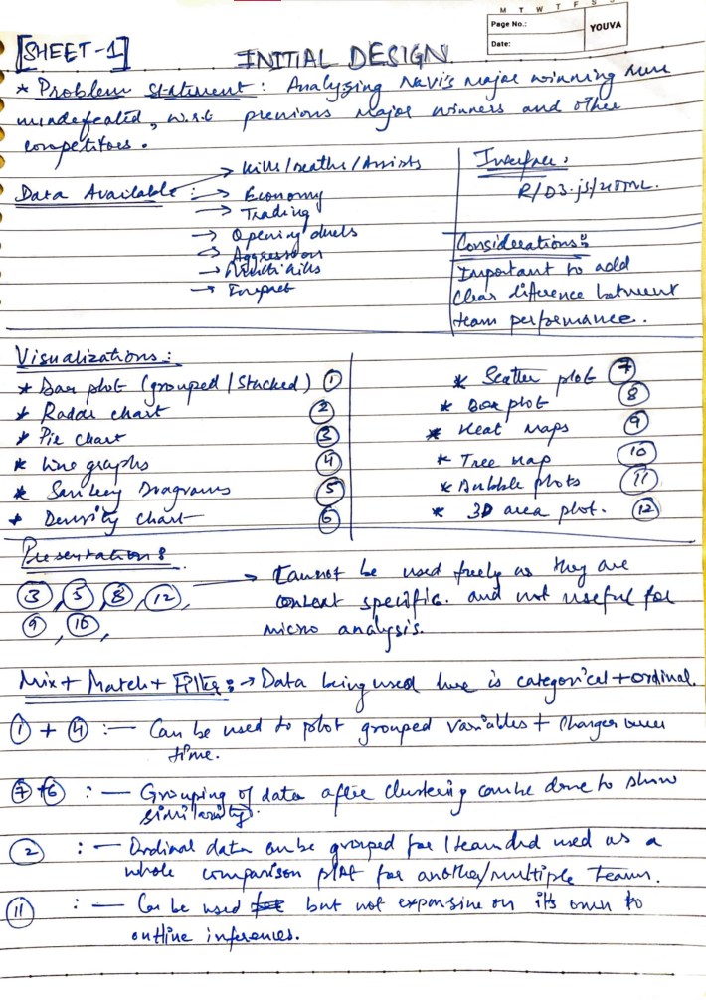 M T W T F S S
Page No.:
YOUVA
Date:
[SHEET-1]
INITIAL DESIGN
* Problem Statement : Analyzing Navi's Major winning run
undefeated, w.r.t previous Major winners and other
competitors.
Data Available :
→ Kills/Deaths/Assists
→ Economy
→ Trading
→ Opening duels
→ Aggression
→ Multikills
→ Impact
Interface:
R/D3.js/HTML.
Considerations:
Important to add
clear difference between
team performance.
Visualizations :
* Bar plot (grouped/Stacked) 1
* Radar chart 2
* Pie chart 3
* Line graphs 4
* Sankey Diagrams 5
* Density chart 6
* Scatter plot 7
* Box plot 8
* Heat Maps 9
* Tree Map 10
* Bubble plots 11
* 3D area plot. 12
Presentation :
3, 5, 8, 12,
9, 10,
→ Cannot be used freely as they are
context specific. and not useful for
micro analysis.
Mix + Match + Filter : → Data being used here is categorical + ordinal.
1 + 4 :— Can be used to plot grouped variables + Changes over
time.
7 + 6 :— Grouping of data after clustering can be done to show
similarity.
2 :— Ordinal data can be grouped for 1 team and used as a
whole comparison plot for another/multiple teams.
11 :— Can be used but not expansive on its own to
outline inferences.